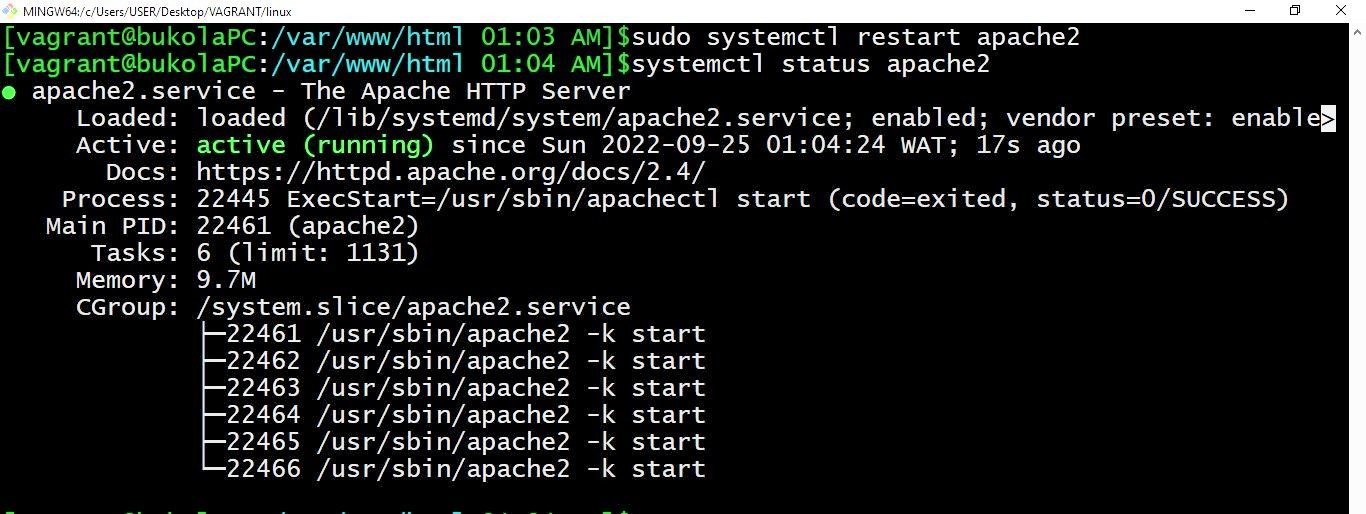 MINGW64:/c/Users/USER/Desktop/VAGRANT/linux
[vagrant@bukolaPC:/var/www/html 01:03 AM]$sudo systemctl restart apache2
[vagrant@bukolaPC:/var/www/html 01:04 AM]$systemctl status apache2
● apache2.service - The Apache HTTP Server
     Loaded: loaded (/lib/systemd/system/apache2.service; enabled; vendor preset: enable>
     Active: active (running) since Sun 2022-09-25 01:04:24 WAT; 17s ago
       Docs: https://httpd.apache.org/docs/2.4/
    Process: 22445 ExecStart=/usr/sbin/apachectl start (code=exited, status=0/SUCCESS)
   Main PID: 22461 (apache2)
      Tasks: 6 (limit: 1131)
     Memory: 9.7M
     CGroup: /system.slice/apache2.service
             ├─22461 /usr/sbin/apache2 -k start
             ├─22462 /usr/sbin/apache2 -k start
             ├─22463 /usr/sbin/apache2 -k start
             ├─22464 /usr/sbin/apache2 -k start
             ├─22465 /usr/sbin/apache2 -k start
             └─22466 /usr/sbin/apache2 -k start